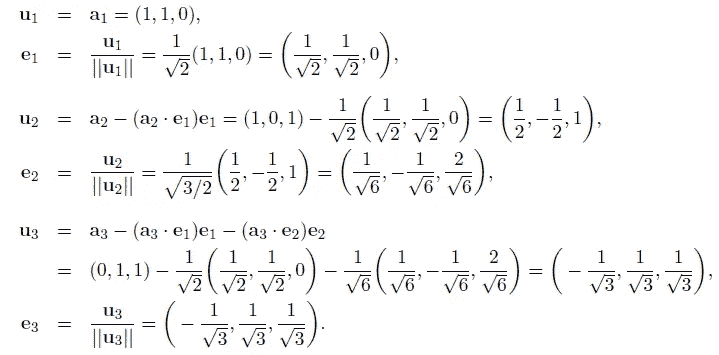 u₁ = a₁ = (1, 1, 0),
e₁ = u₁/||u₁|| = 1/√2 (1, 1, 0) = (1/√2, 1/√2, 0),
u₂ = a₂ − (a₂ · e₁)e₁ = (1, 0, 1) − 1/√2 (1/√2, 1/√2, 0) = (1/2, −1/2, 1),
e₂ = u₂/||u₂|| = 1/√(3/2) (1/2, −1/2, 1) = (1/√6, −1/√6, 2/√6),
u₃ = a₃ − (a₃ · e₁)e₁ − (a₃ · e₂)e₂
= (0, 1, 1) − 1/√2 (1/√2, 1/√2, 0) − 1/√6 (1/√6, −1/√6, 2/√6) = (−1/√3, 1/√3, 1/√3),
e₃ = u₃/||u₃|| = (−1/√3, 1/√3, 1/√3).